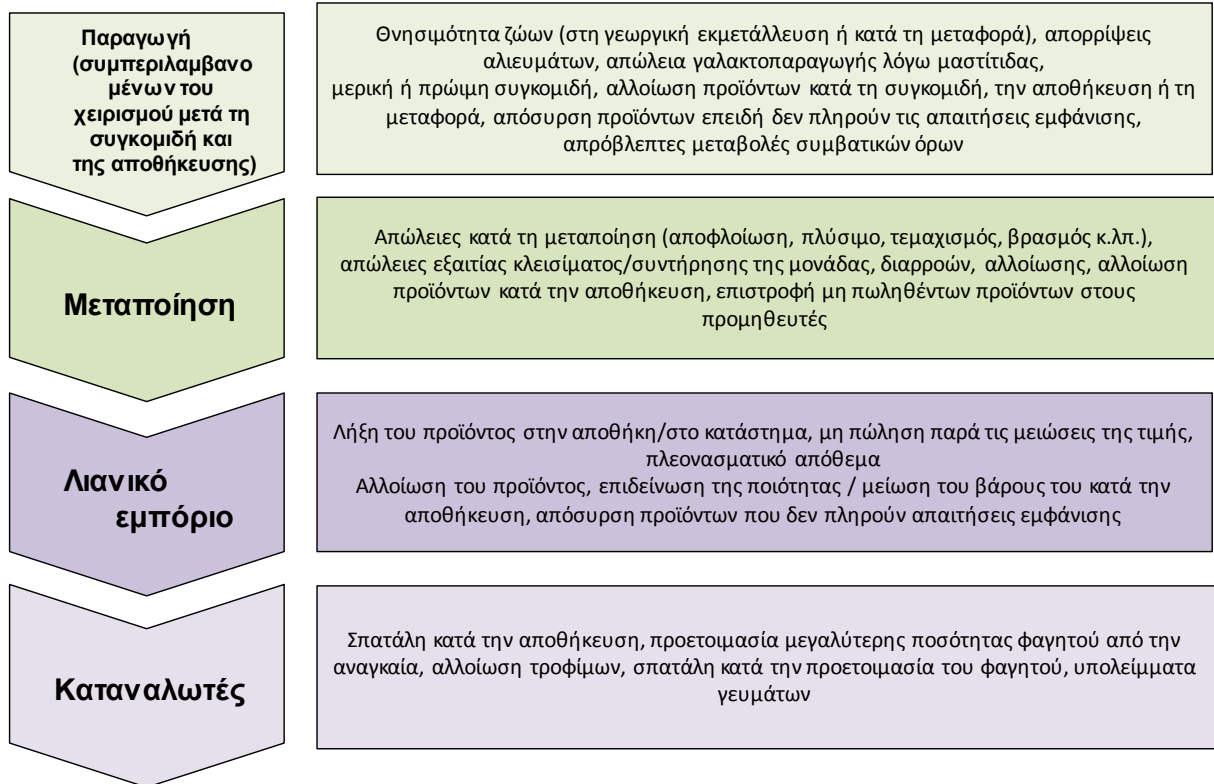 Παραγωγή
(συμπεριλαμβανο
μένων του
χειρισμού μετά τη
συγκομιδή και
της αποθήκευσης)
Θνησιμότητα ζώων (στη γεωργική εκμετάλλευση ή κατά τη μεταφορά), απορρίψεις
αλιευμάτων, απώλεια γαλακτοπαραγωγής λόγω μαστίτιδας,
μερική ή πρώιμη συγκομιδή, αλλοίωση προϊόντων κατά τη συγκομιδή, την αποθήκευση ή τη
μεταφορά, απόσυρση προϊόντων επειδή δεν πληρούν τις απαιτήσεις εμφάνισης,
απρόβλεπτες μεταβολές συμβατικών όρων
Μεταποίηση
Απώλειες κατά τη μεταποίηση (αποφλοίωση, πλύσιμο, τεμαχισμός, βρασμός κ.λπ.),
απώλειες εξαιτίας κλεισίματος/συντήρησης της μονάδας, διαρροών, αλλοίωσης, αλλοίωση
προϊόντων κατά την αποθήκευση, επιστροφή μη πωληθέντων προϊόντων στους
προμηθευτές
Λιανικό
εμπόριο
Λήξη του προϊόντος στην αποθήκη/στο κατάστημα, μη πώληση παρά τις μειώσεις της τιμής,
πλεονασματικό απόθεμα
Αλλοίωση του προϊόντος, επιδείνωση της ποιότητας / μείωση του βάρους του κατά την
αποθήκευση, απόσυρση προϊόντων που δεν πληρούν απαιτήσεις εμφάνισης
Καταναλωτές
Σπατάλη κατά την αποθήκευση, προετοιμασία μεγαλύτερης ποσότητας φαγητού από την
αναγκαία, αλλοίωση τροφίμων, σπατάλη κατά την προετοιμασία του φαγητού, υπολείμματα
γευμάτων